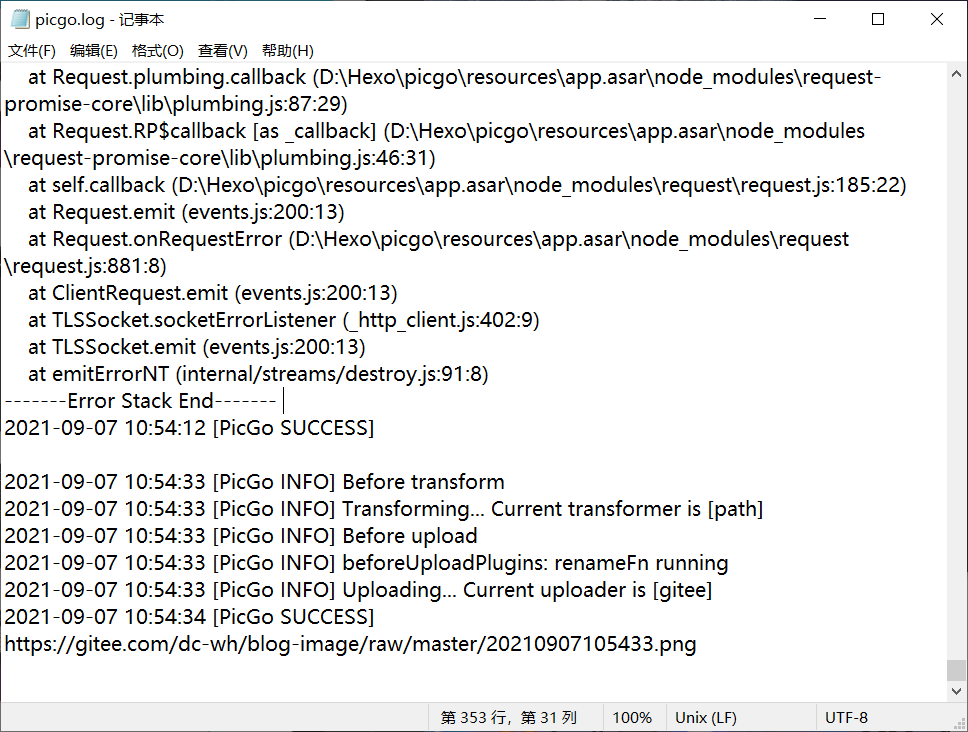 picgo.log - 记事本
文件(F) 编辑(E) 格式(O) 查看(V) 帮助(H)
at Request.plumbing.callback (D:\Hexo\picgo\resources\app.asar\node_modules\request-
promise-core\lib\plumbing.js:87:29)
at Request.RP$callback [as _callback] (D:\Hexo\picgo\resources\app.asar\node_modules
\request-promise-core\lib\plumbing.js:46:31)
at self.callback (D:\Hexo\picgo\resources\app.asar\node_modules\request\request.js:185:22)
at Request.emit (events.js:200:13)
at Request.onRequestError (D:\Hexo\picgo\resources\app.asar\node_modules\request
\request.js:881:8)
at ClientRequest.emit (events.js:200:13)
at TLSSocket.socketErrorListener (_http_client.js:402:9)
at TLSSocket.emit (events.js:200:13)
at emitErrorNT (internal/streams/destroy.js:91:8)
-------Error Stack End-------
2021-09-07 10:54:12 [PicGo SUCCESS]
2021-09-07 10:54:33 [PicGo INFO] Before transform
2021-09-07 10:54:33 [PicGo INFO] Transforming... Current transformer is [path]
2021-09-07 10:54:33 [PicGo INFO] Before upload
2021-09-07 10:54:33 [PicGo INFO] beforeUploadPlugins: renameFn running
2021-09-07 10:54:33 [PicGo INFO] Uploading... Current uploader is [gitee]
2021-09-07 10:54:34 [PicGo SUCCESS]
https://gitee.com/dc-wh/blog-image/raw/master/20210907105433.png
第 353 行，第 31 列 100% Unix (LF) UTF-8